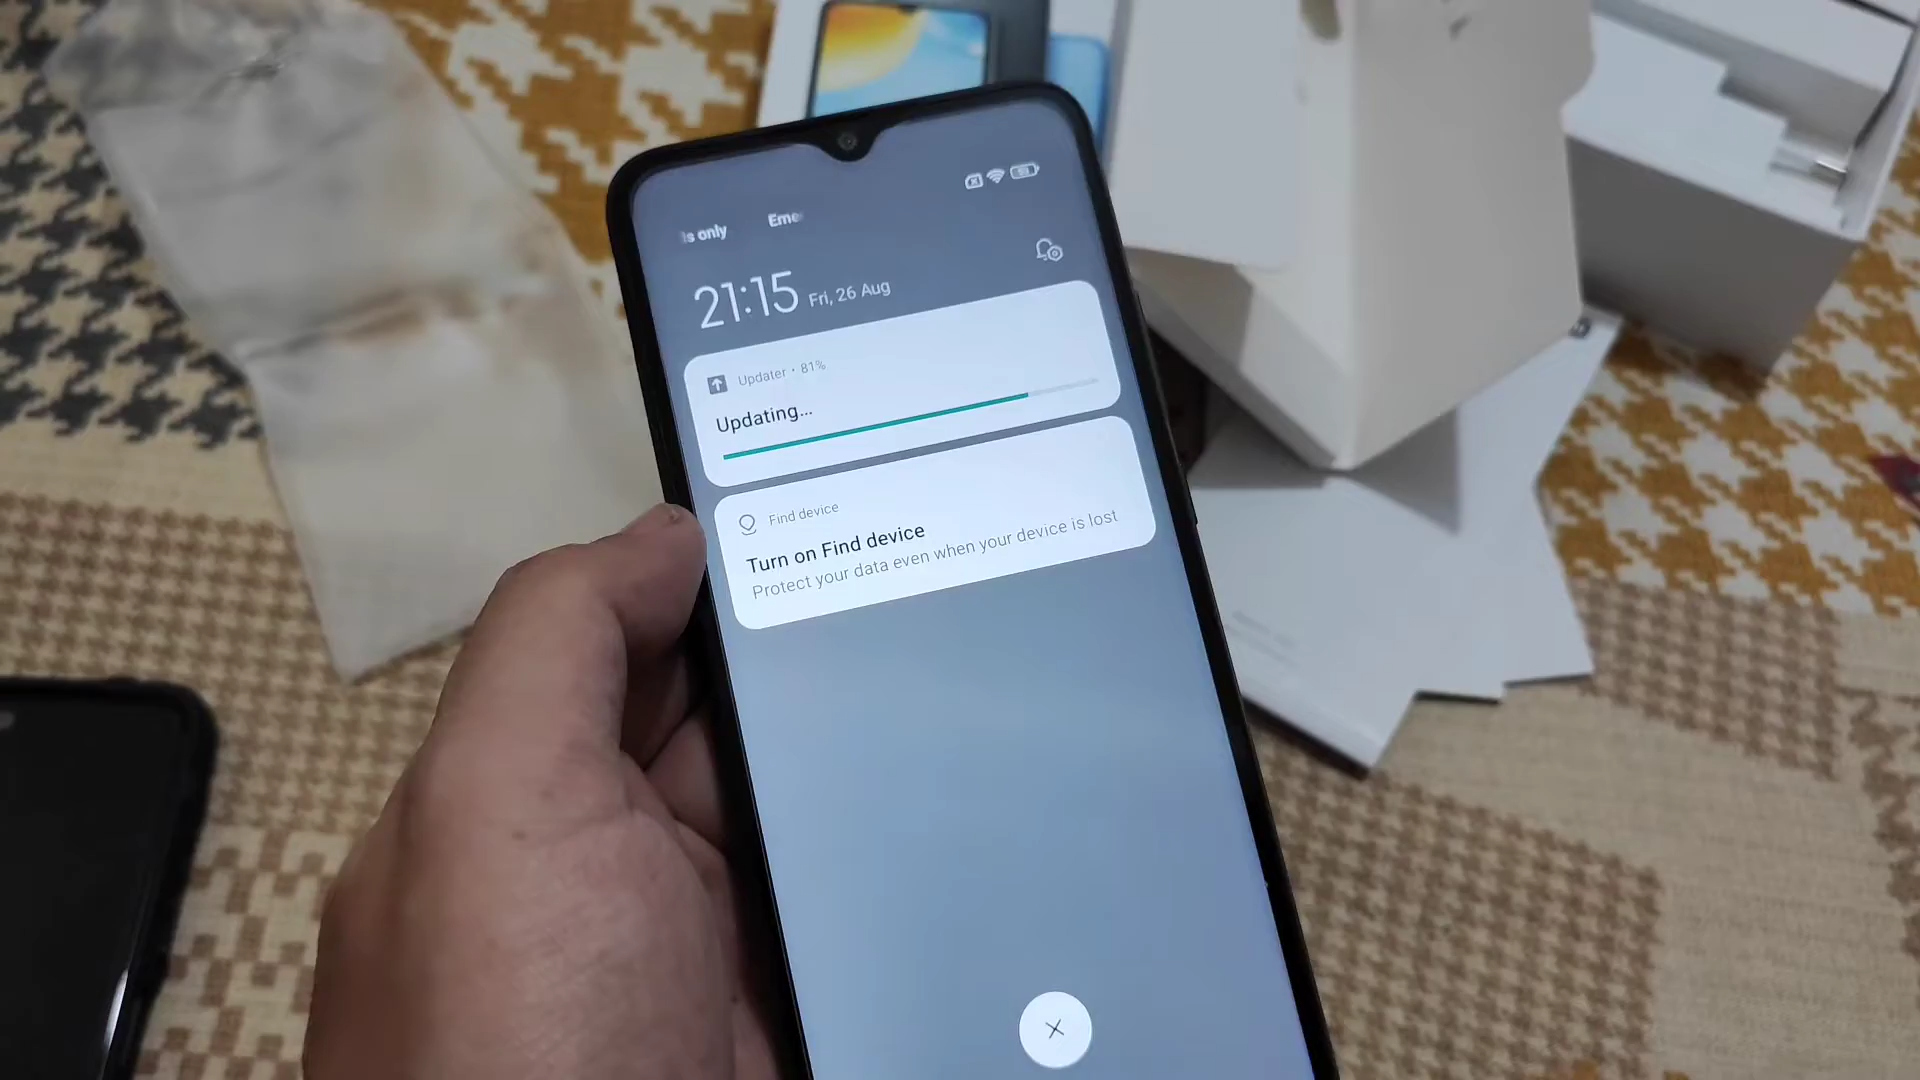 ls only Eme
21:15 Fri, 26 Aug
Updater • 81%
Updating...
Find device
Turn on Find device
Protect your data even when your device is lost